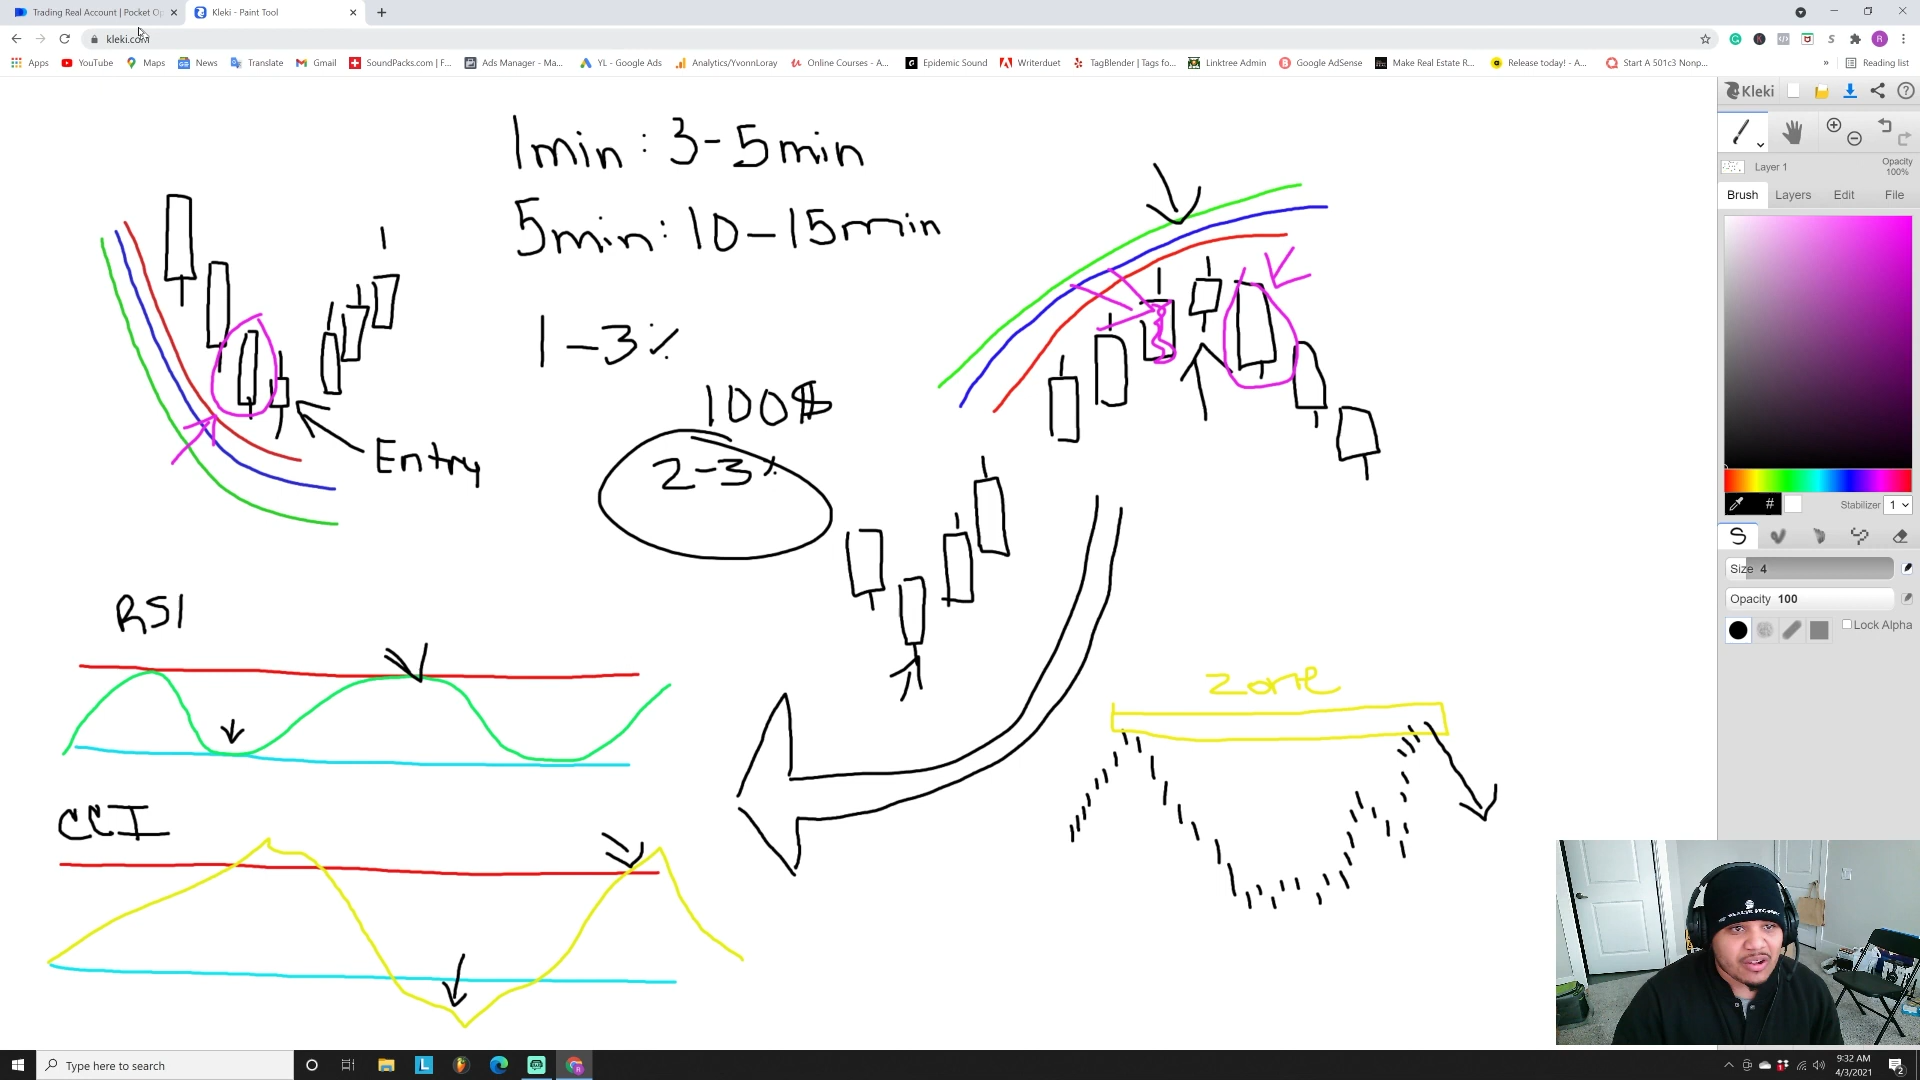 Trading Real Account | Pocket Op
Kleki - Paint Tool
kleki.com
Apps
YouTube
Maps
News
Translate
Gmail
SoundPacks.com | F...
Ads Manager - Ma...
YL - Google Ads
Analytics/YvonnLoray
Online Courses - A...
Epidemic Sound
Writerduet
TagBlender | Tags fo...
Linktree Admin
Google AdSense
Make Real Estate R...
Release today! - A...
Start A 501c3 Nonp...
»
Reading list
1min: 3-5min
5min: 10-15min
1-3%
100$
2-3%
Entry
RSI
CCI
zone
Kleki
Layer 1
Opacity
100%
Brush
Layers
Edit
File
#
Stabilizer 1
Size 4
Opacity 100
Lock Alpha
Type here to search
9:32 AM
4/3/2021
2